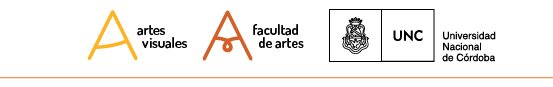 artes
visuales
facultad
de artes
UNC
Universidad
Nacional
de Córdoba